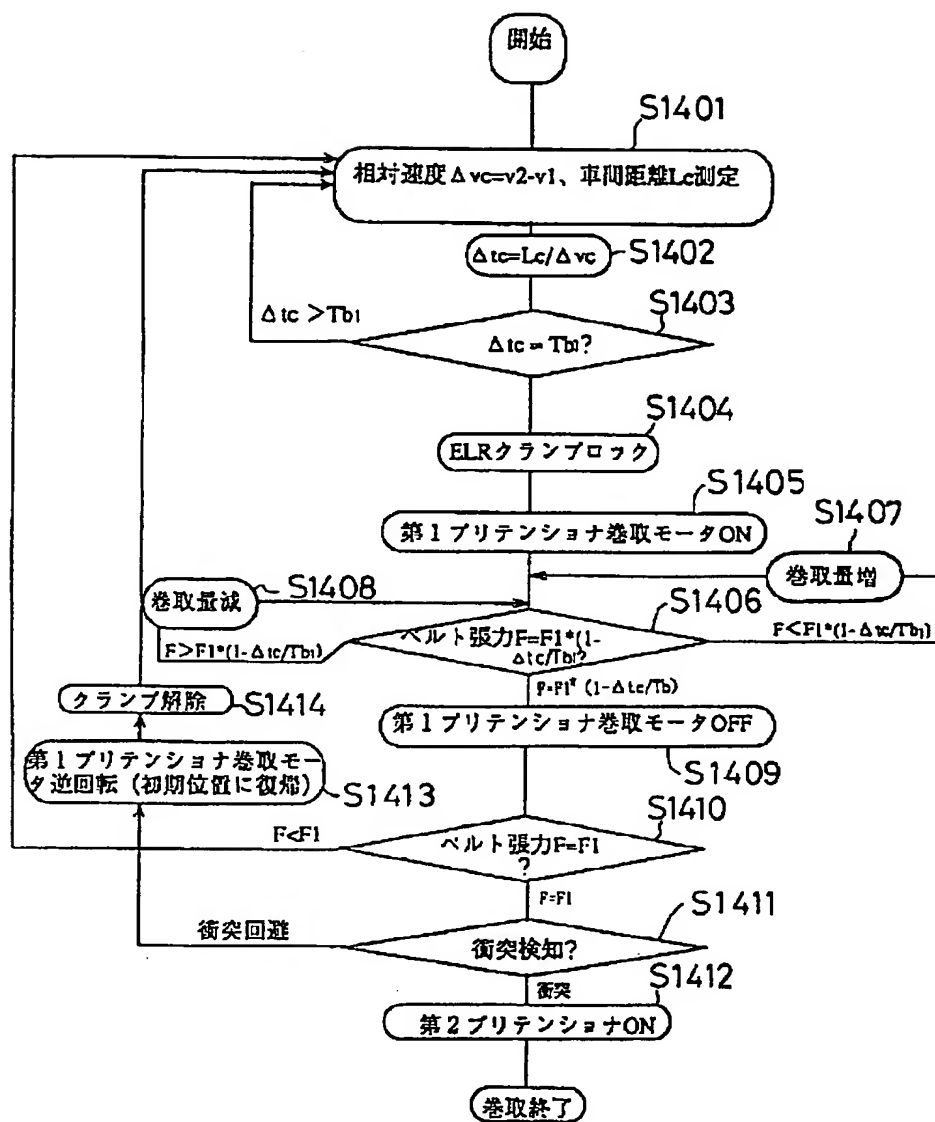 開始
S1401
相対速度Δvc=v2-v1、車間距離Lc測定
Δtc=Lc/Δvc
S1402
Δtc >Tb1
S1403
Δtc = Tb1?
S1404
ELRクランプロック
S1405
第1プリテンショナ巻取モータON
S1407
巻取量増
S1408
巻取量減
S1406
ベルト張力F=F1*(1-
Δtc/Tb1?
F>F1*(1-Δtc/Tb1)
F<F1*(1-Δtc/Tb1)
F=F1* (1-Δtc/Tb)
クランプ解除
S1414
第1プリテンショナ巻取モータOFF
S1409
第1プリテンショナ巻取モー
タ逆回転（初期位置に復帰）
S1413
S1410
F<F1
ベルト張力F=F1
?
F=F1
S1411
衝突回避
衝突検知?
衝突
S1412
第2プリテンショナON
巻取終了